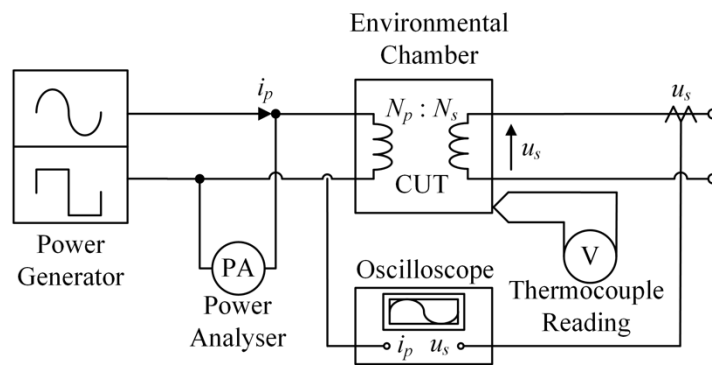 Environmental
Chamber
i_p
N_p : N_s
u_s
u_s
CUT
Power
Generator
PA
Power
Analyser
Oscilloscope
i_p u_s
V
Thermocouple
Reading